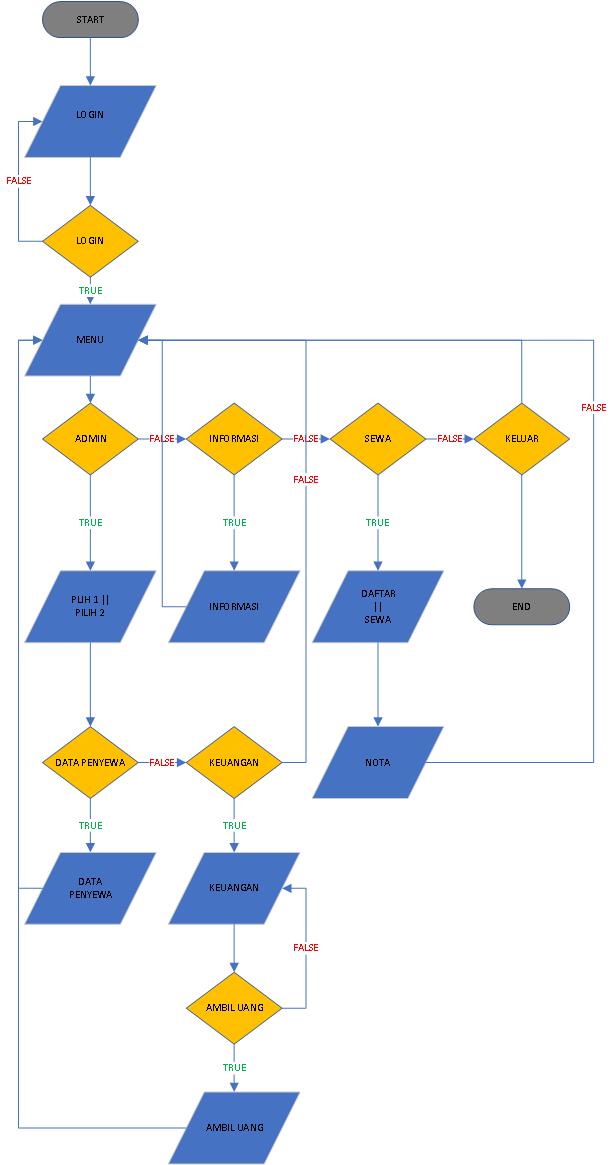 START
LOGIN
FALSE
LOGIN
TRUE
MENU
FALSE
ADMIN
FALSE
INFORMASI
FALSE
SEWA
FALSE
KELUAR
FALSE
TRUE
TRUE
TRUE
PLIH 1 ||
PILIH 2
INFORMASI
DAFTAR
||
SEWA
END
DATA PENYEWA
FALSE
KEUANGAN
NOTA
TRUE
TRUE
DATA
PENYEWA
KEUANGAN
FALSE
AMBIL UANG
TRUE
AMBIL UANG